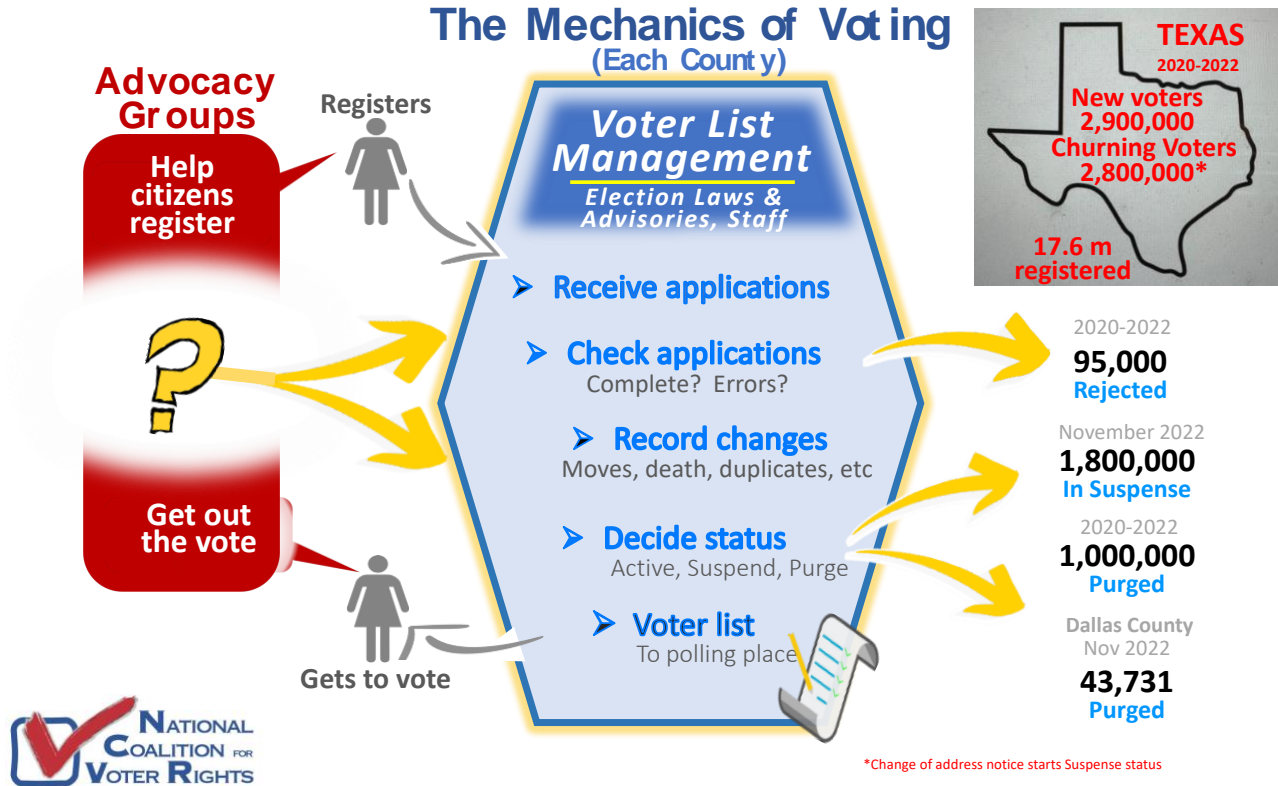 The Mechanics of Voting
(Each County)
Advocacy
Groups
Help
citizens
register
Get out
the vote
Registers
Gets to vote
Voter List
Management
Election Laws &
Advisories, Staff
Receive applications
Check applications
Complete? Errors?
Record changes
Moves, death, duplicates, etc
Decide status
Active, Suspend, Purge
Voter list
To polling place
TEXAS
2020-2022
New voters
2,900,000
Churning Voters
2,800,000*
17.6 m
registered
2020-2022
95,000
Rejected
November 2022
1,800,000
In Suspense
2020-2022
1,000,000
Purged
Dallas County
Nov 2022
43,731
Purged
*Change of address notice starts Suspense status
NATIONAL
COALITION FOR
VOTER RIGHTS